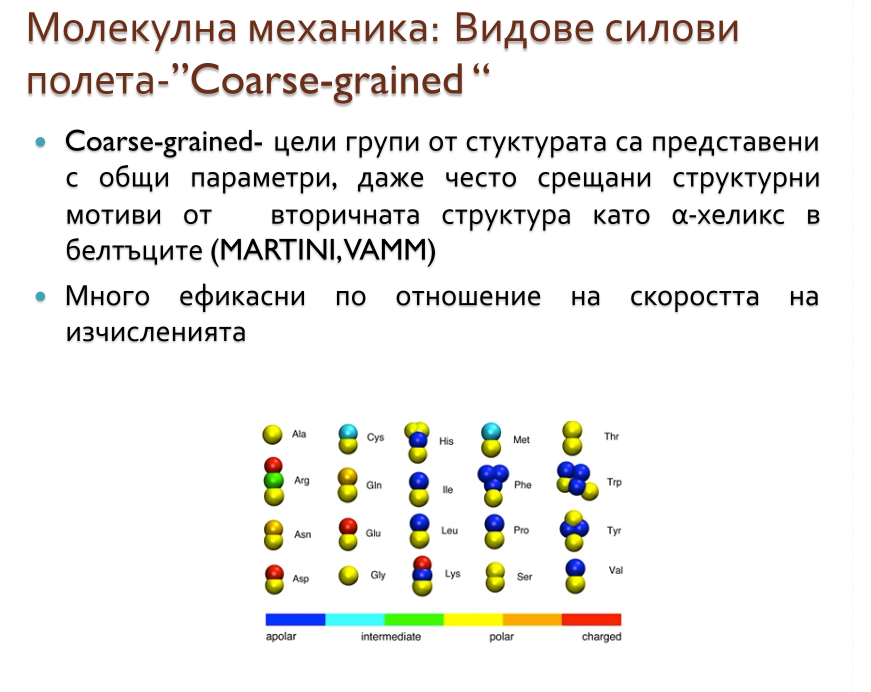 Молекулна механика: Видове силови
полета-”Coarse-grained “
Coarse-grained- цели групи от стуктурата са представени
с общи параметри, даже често срещани структурни
мотиви от вторичната структура като α-хеликс в
белтъците (MARTINI, VAMM)
Много ефикасни по отношение на скоростта на
изчисленията
Ala Cys His Met Thr
Arg Gln Ile Phe Trp
Asn Glu Leu Pro Tyr
Asp Gly Lys Ser Val
apolar intermediate polar charged